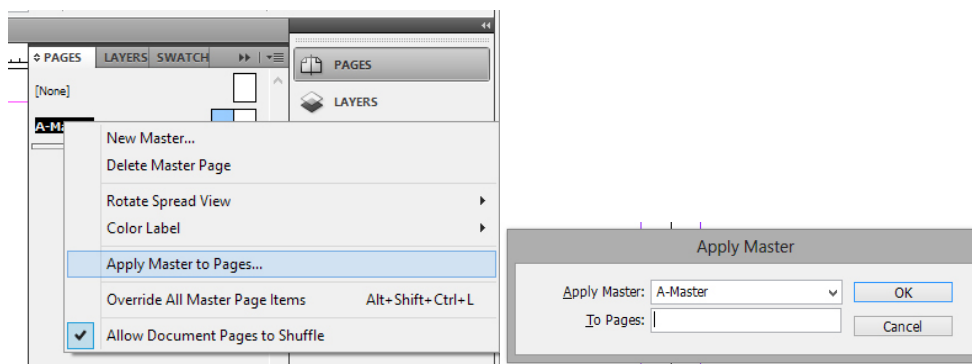 PAGES LAYERS SWATCH
PAGES
[None]
LAYERS
New Master...
Delete Master Page
Rotate Spread View
Color Label
Apply Master to Pages...
Override All Master Page Items Alt+Shift+Ctrl+L
Allow Document Pages to Shuffle
Apply Master
Apply Master: A-Master
OK
To Pages:
Cancel